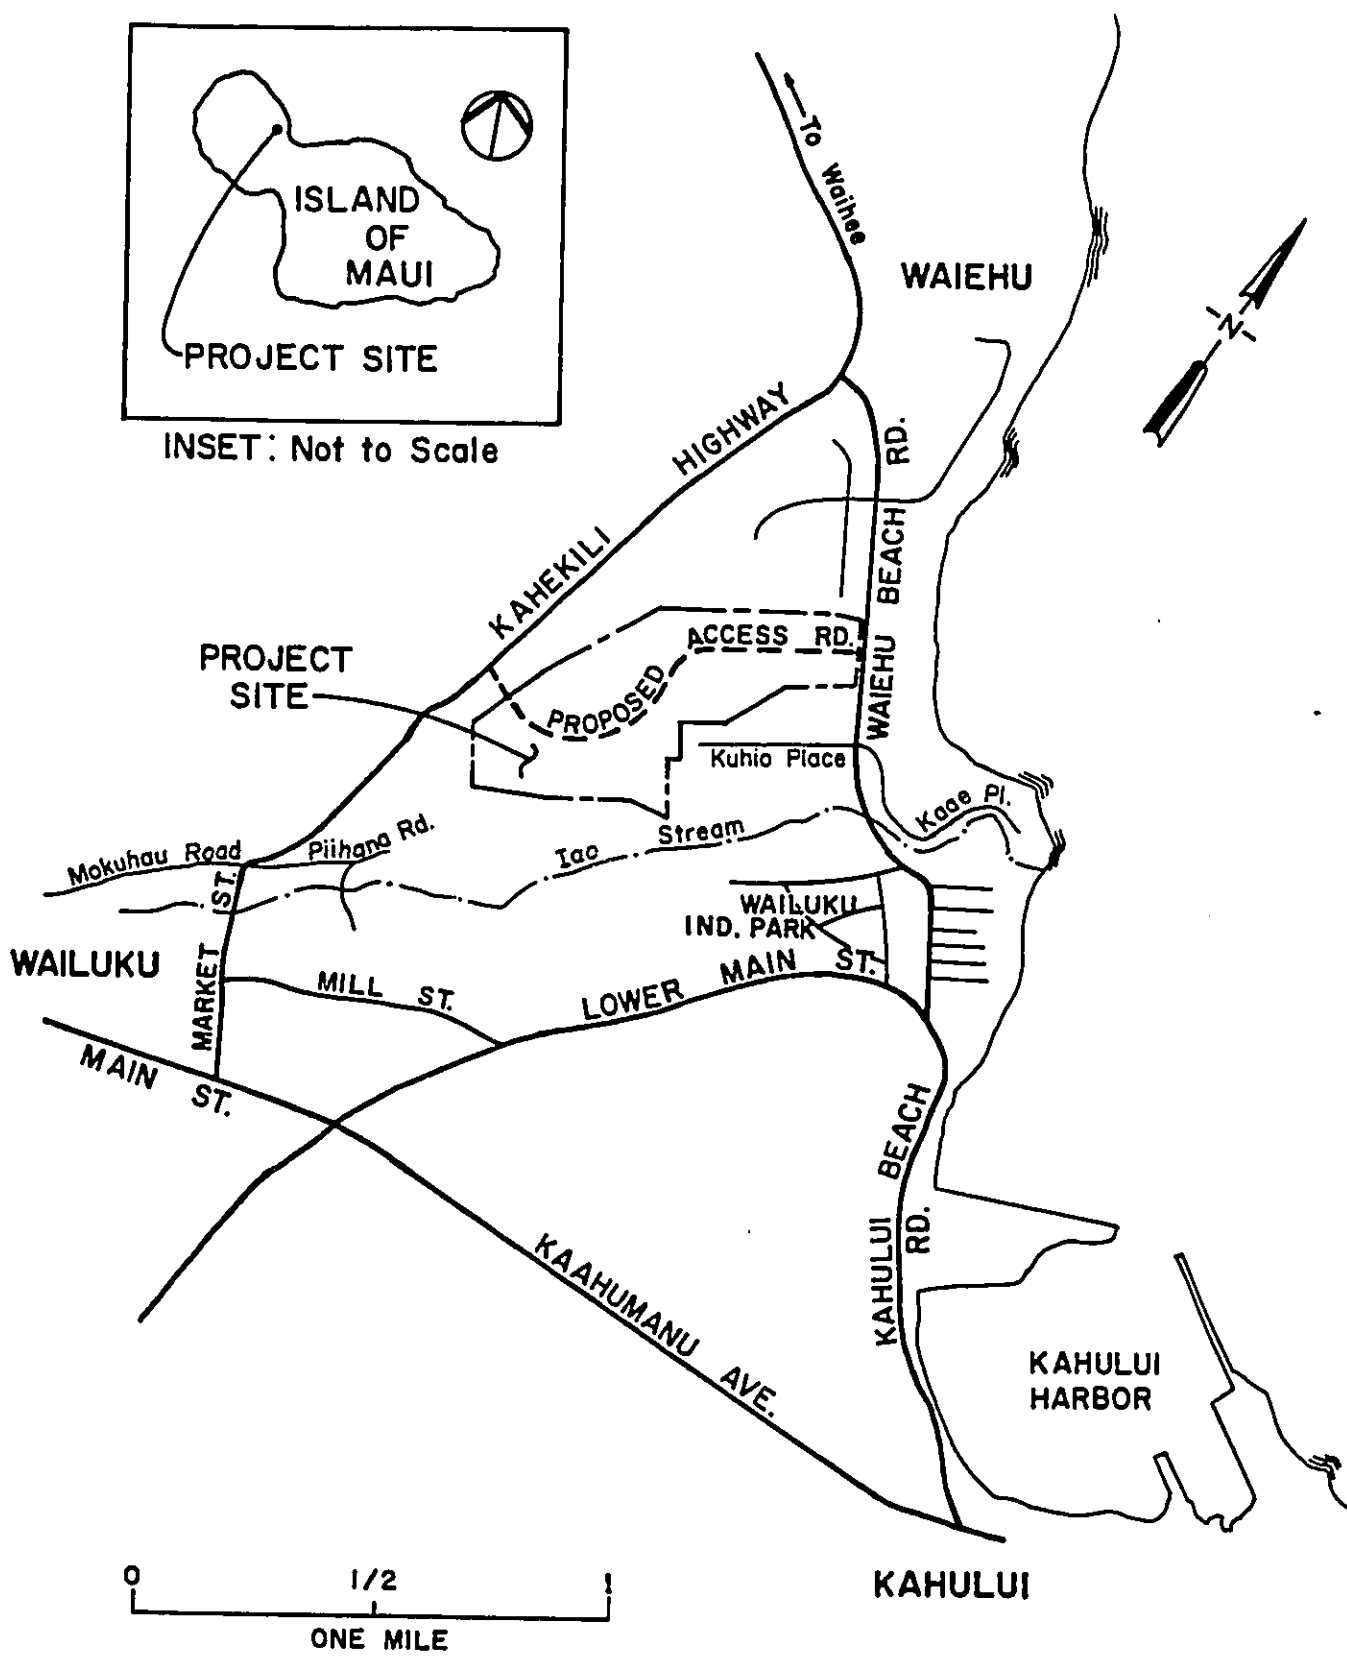 ISLAND
OF
MAUI
PROJECT SITE
INSET: Not to Scale
To Waihee
WAIEHU
N
KAHEKILI HIGHWAY
WAIEHU BEACH RD.
PROJECT
SITE
PROPOSED ACCESS RD.
Kuhio Place
Kaae Pl.
Mokuhau Road
Piihana Rd.
Iao Stream
WAILUKU
IND. PARK
WAILUKU
MARKET ST.
MILL ST.
LOWER MAIN ST.
MAIN ST.
KAHULUI BEACH RD.
KAAHUMANU AVE.
KAHULUI
HARBOR
KAHULUI
0 1/2 1
ONE MILE